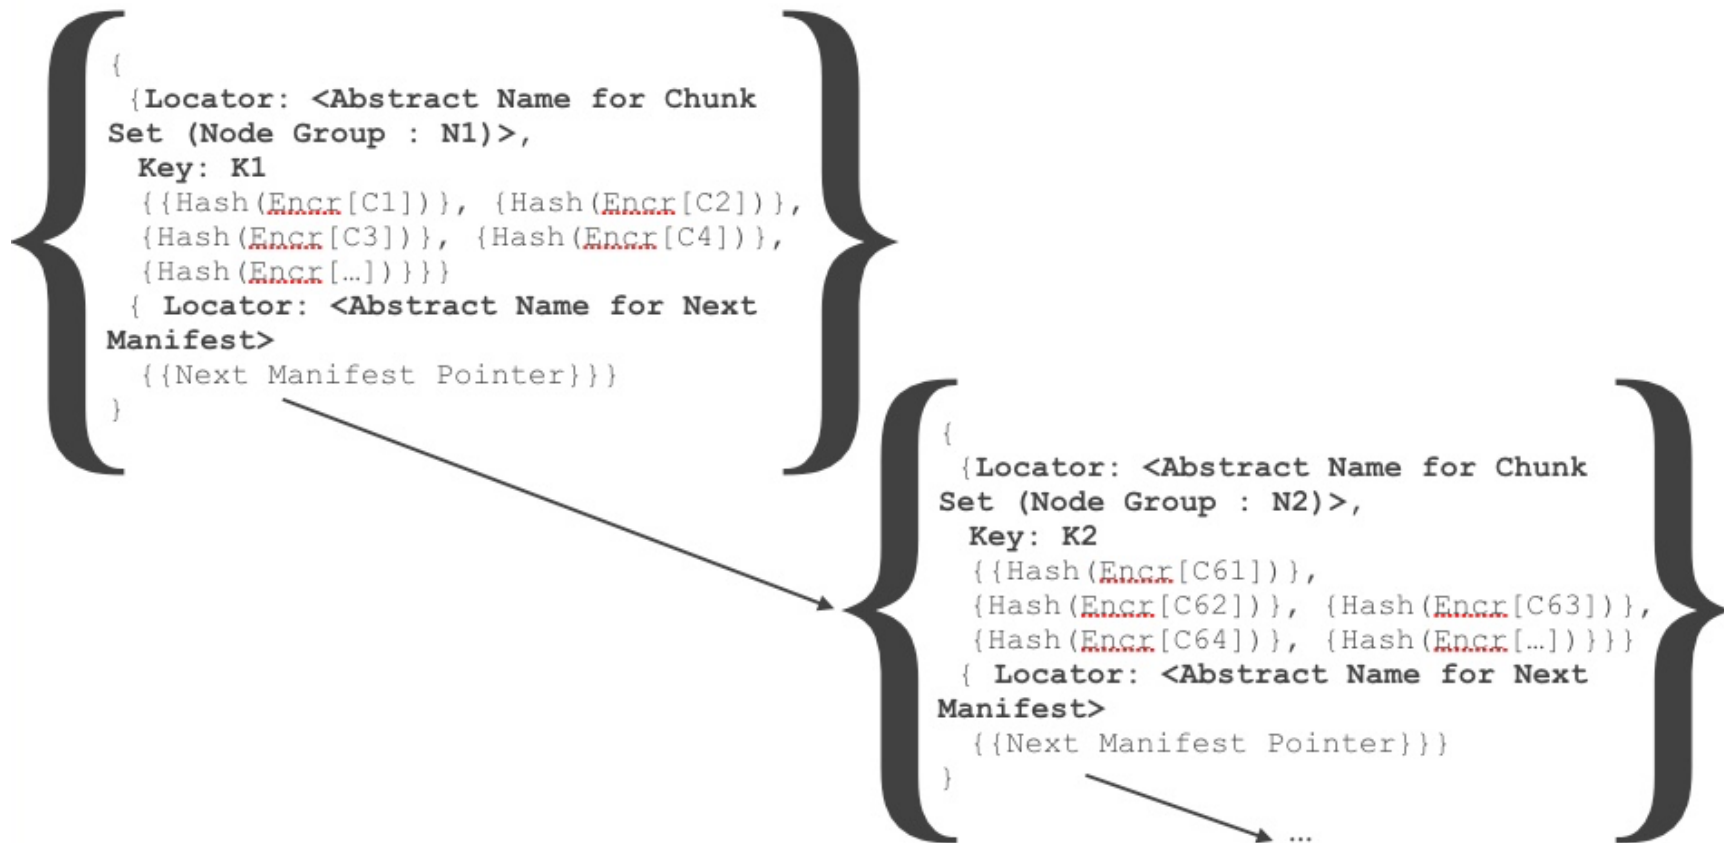 {
{Locator: <Abstract Name for Chunk
Set (Node Group : N1)>,
Key: K1
{{Hash(Encr[C1])}, {Hash(Encr[C2])},
{Hash(Encr[C3])}, {Hash(Encr[C4])},
{Hash(Encr[…])}}}
{ Locator: <Abstract Name for Next
Manifest>
{{Next Manifest Pointer}}}
}
{
{Locator: <Abstract Name for Chunk
Set (Node Group : N2)>,
Key: K2
{{Hash(Encr[C61])},
{Hash(Encr[C62])}, {Hash(Encr[C63])},
{Hash(Encr[C64])}, {Hash(Encr[…])}}}
{ Locator: <Abstract Name for Next
Manifest>
{{Next Manifest Pointer}}}
}
…